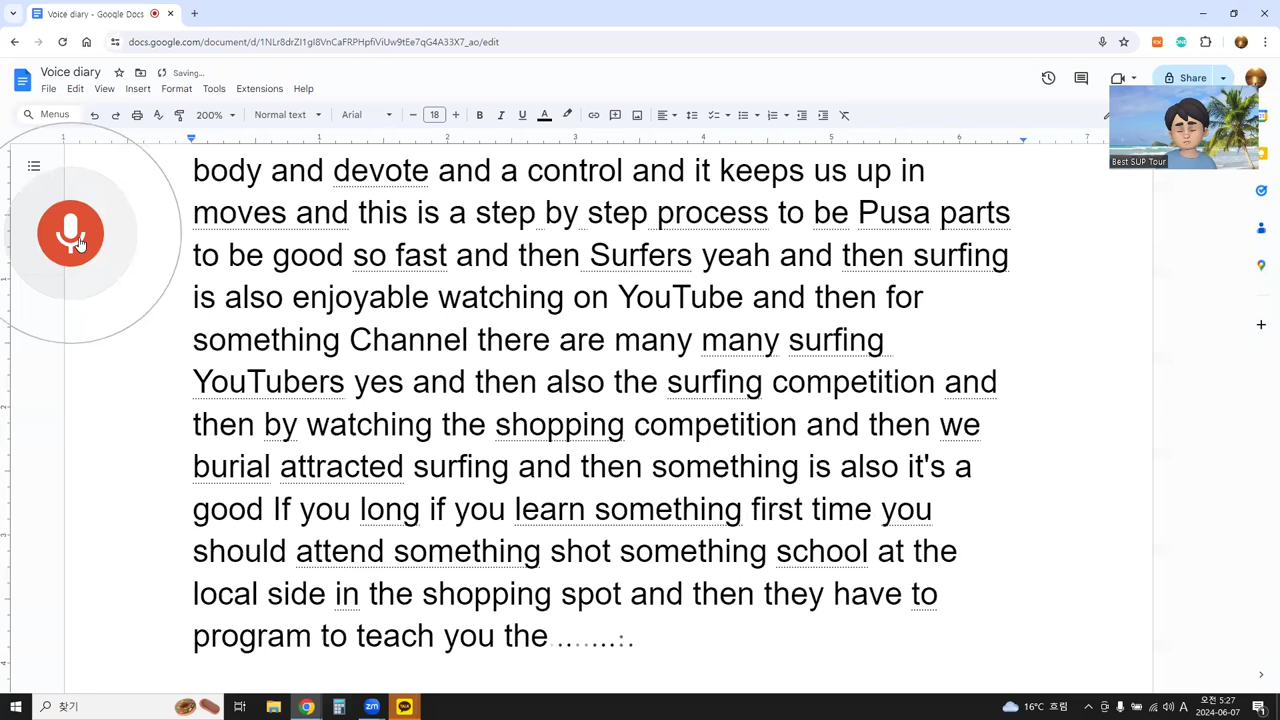 Voice diary - Google Docs
docs.google.com/document/d/1NLr8drZI1gI8VnCaFRPHpfiViUw9tEe7qG4A33X7_ao/edit
Voice diary
Saving...
File Edit View Insert Format Tools Extensions Help
Share
Menus
200%
Normal text
Arial
18
B I U A
1 1 2 3 4 5 6 7
Best SUP Tour
body and devote and a control and it keeps us up in
moves and this is a step by step process to be Pusa parts
to be good so fast and then Surfers yeah and then surfing
is also enjoyable watching on YouTube and then for
something Channel there are many many surfing
YouTubers yes and then also the surfing competition and
then by watching the shopping competition and then we
burial attracted surfing and then something is also it's a
good If you long if you learn something first time you
should attend something shot something school at the
local side in the shopping spot and then they have to
program to teach you the
찾기
16°C 흐림
A
오전 5:27
2024-06-07